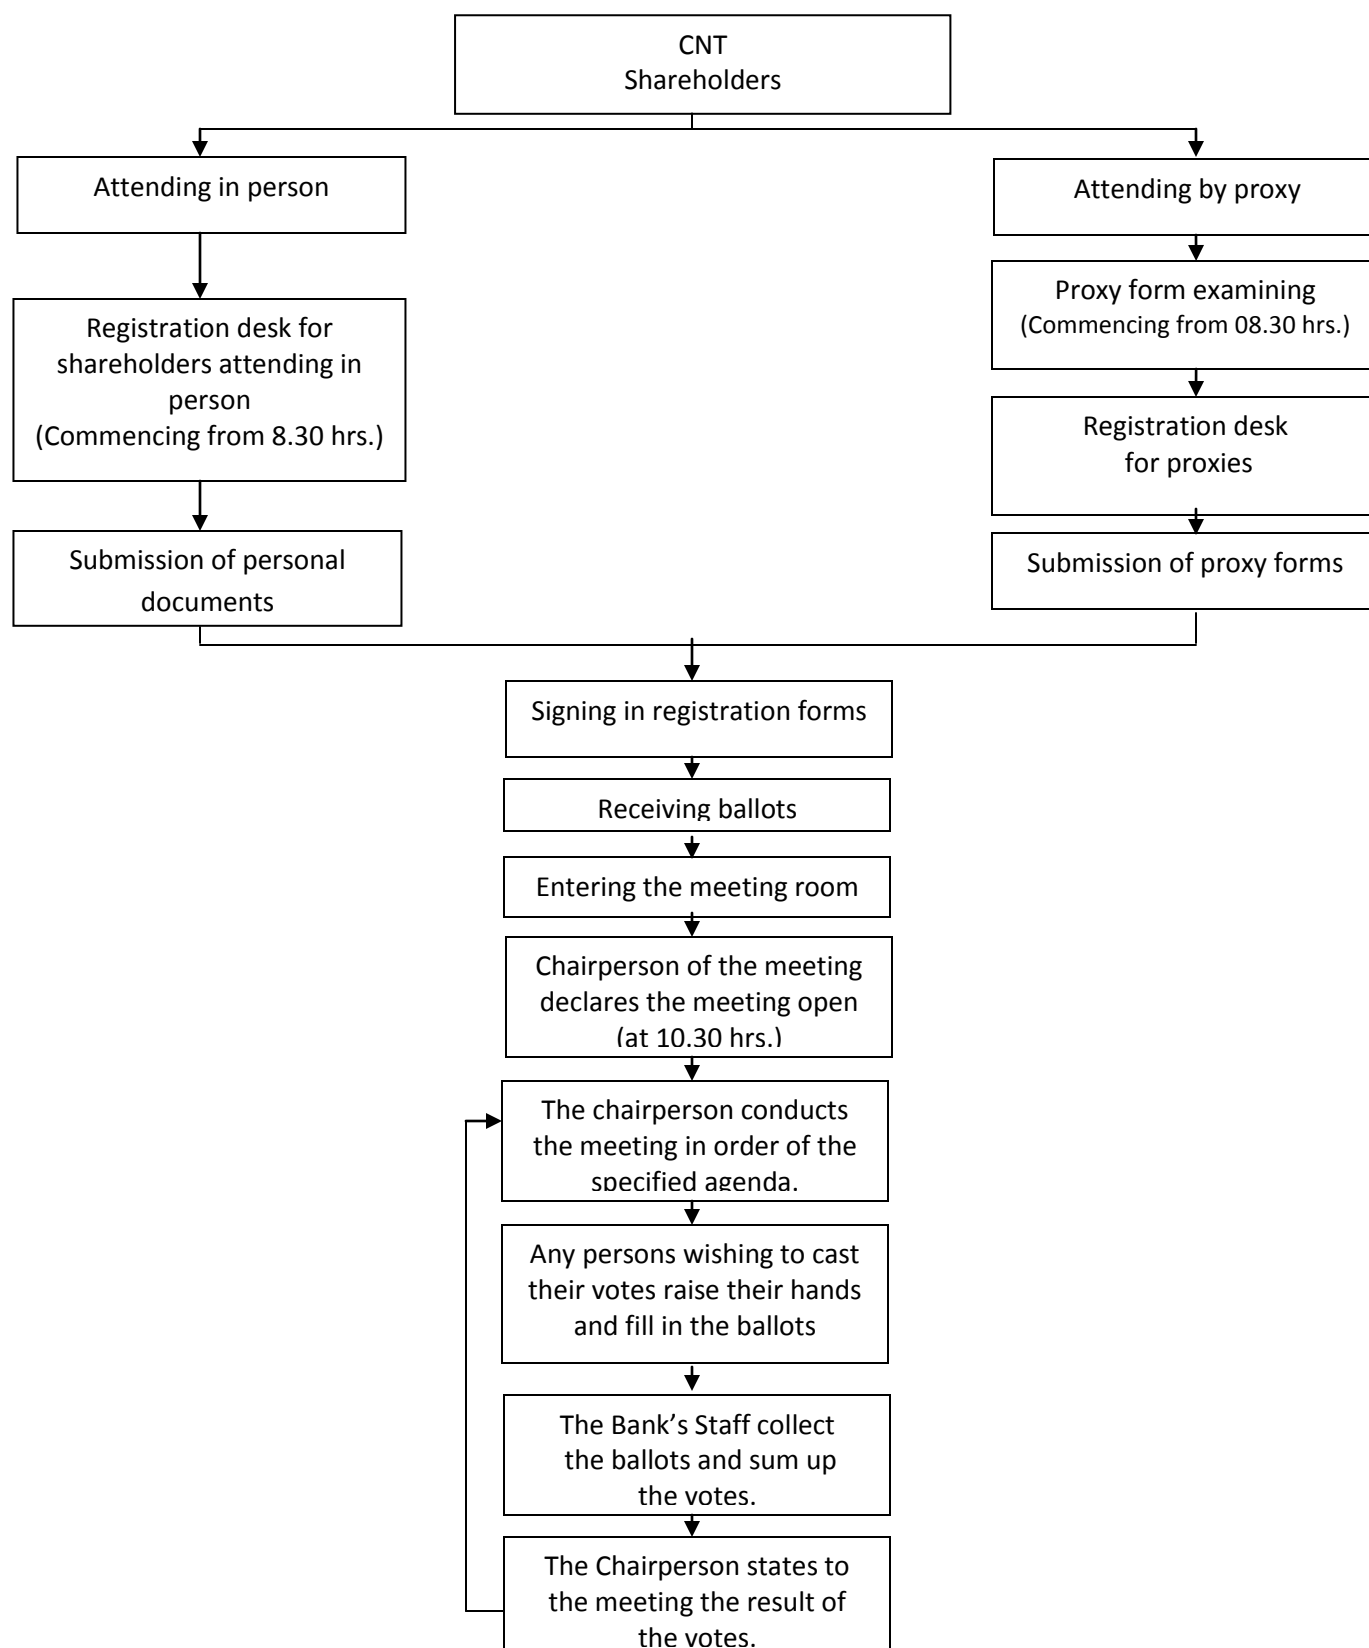 CNT
Shareholders
Attending in person
Attending by proxy
Registration desk for
shareholders attending in
person
(Commencing from 8.30 hrs.)
Proxy form examining
(Commencing from 08.30 hrs.)
Registration desk
for proxies
Submission of personal
documents
Submission of proxy forms
Signing in registration forms
Receiving ballots
Entering the meeting room
Chairperson of the meeting
declares the meeting open
(at 10.30 hrs.)
The chairperson conducts
the meeting in order of the
specified agenda.
Any persons wishing to cast
their votes raise their hands
and fill in the ballots
The Bank’s Staff collect
the ballots and sum up
the votes.
The Chairperson states to
the meeting the result of
the votes.